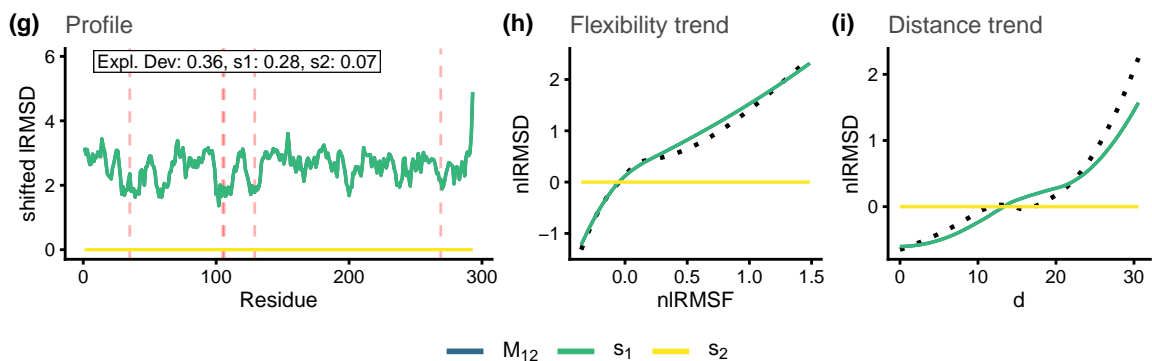 (g) Profile
Expl. Dev: 0.36, s1: 0.28, s2: 0.07
shifted lRMSD
6
4
2
0
0 100 200 300
Residue
(h) Flexibility trend
nlRMSD
2
1
0
−1
0.0 0.5 1.0 1.5
nlRMSF
(i) Distance trend
nlRMSD
2
1
0
0 10 20 30
d
M12 s1 s2